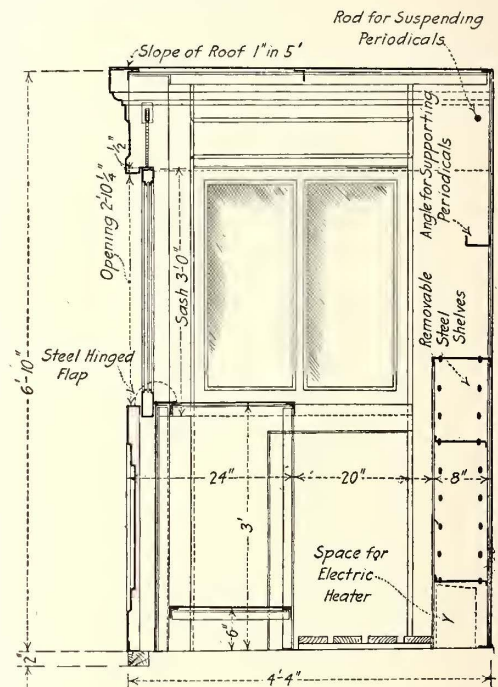 Rod for Suspending
Periodicals
Slope of Roof 1" in 5'
Angle for Supporting
Periodicals
½"
Opening 2'-10¼"
Sash 3'-0"
Removable
Steel
Shelves
Steel Hinged
Flap
6'-10"
24"
20"
8"
3'
Space for
Electric
Heater
6"
2"
4'-4"